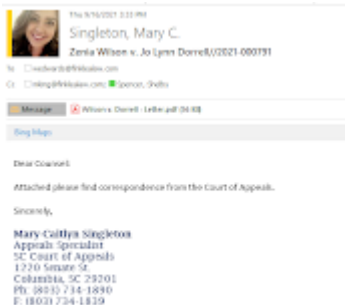 Thu 9/16/2021 3:33 PM
Singleton, Mary C.
Zenia Wilson v. Jo Lynn Dorrell//2021-000791
To
Cc Spencer, Shelby
Message Wilson v. Dorrell - Letter.pdf
Bing Maps
Dear Counsel:
Attached please find correspondence from the Court of Appeals.
Sincerely,
Mary-Caitlyn Singleton
Appeals Specialist
SC Court of Appeals
1220 Senate St.
Columbia, SC 29201
Ph: (803) 734-1890
F: (803) 734-1839